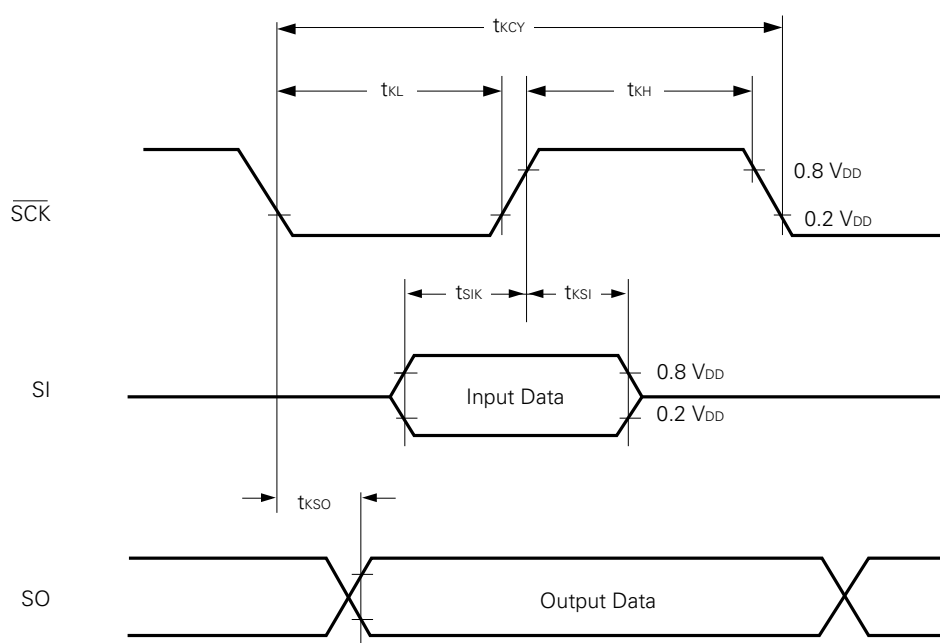 tKCY
tKL
tKH
0.8 VDD
SCK
0.2 VDD
tSIK
tKSI
SI
0.8 VDD
Input Data
0.2 VDD
tKSO
SO
Output Data